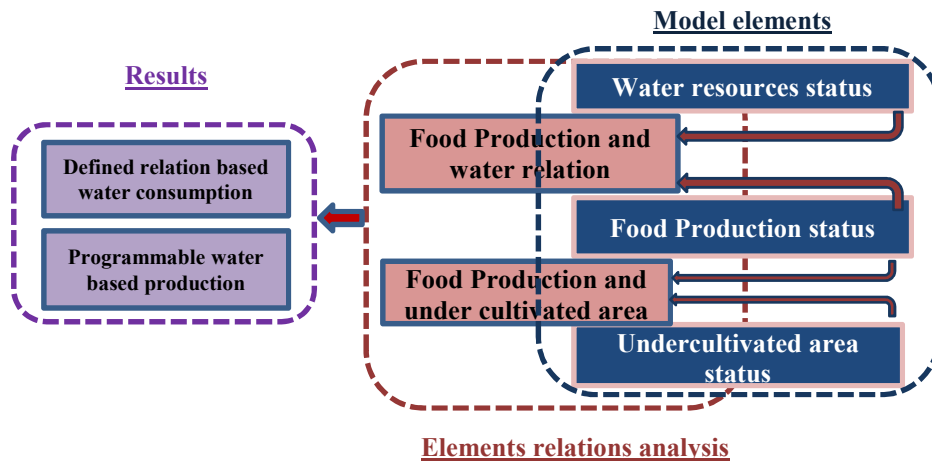 Model elements
Results
Water resources status
Food Production and
water relation
Defined relation based
water consumption
Food Production status
Programmable water
based production
Food Production and
under cultivated area
Undercultivated area
status
Elements relations analysis